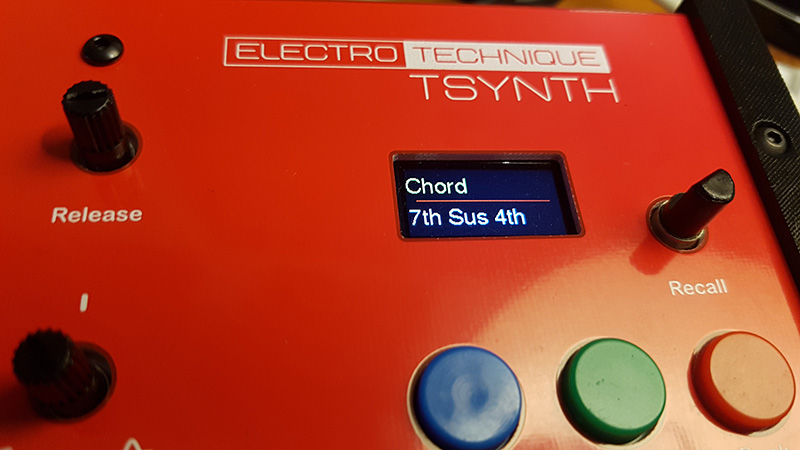 ELECTRO TECHNIQUE
TSYNTH
Chord
7th Sus 4th
Release
Recall